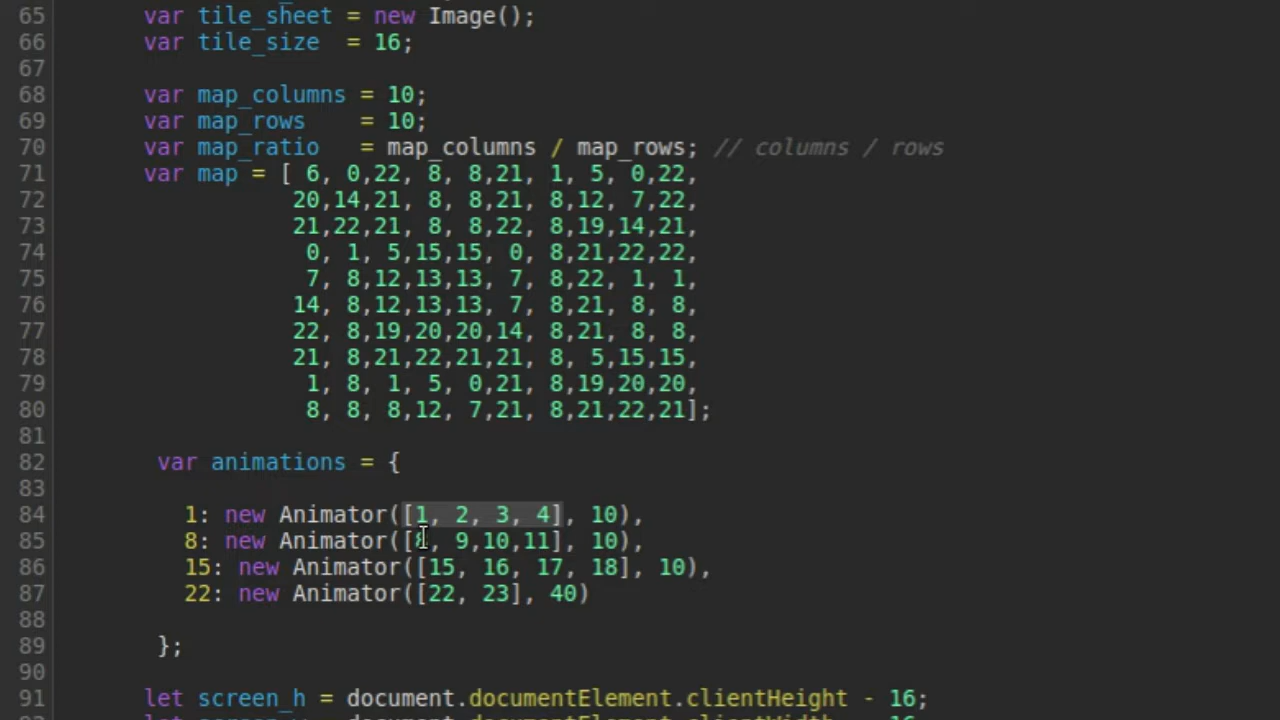 65 var tile_sheet = new Image();
66 var tile_size  = 16;
67
68 var map_columns = 10;
69 var map_rows    = 10;
70 var map_ratio   = map_columns / map_rows; // columns / rows
71 var map = [ 6, 0,22, 8, 8,21, 1, 5, 0,22,
72            20,14,21, 8, 8,21, 8,12, 7,22,
73            21,22,21, 8, 8,22, 8,19,14,21,
74             0, 1, 5,15,15, 0, 8,21,22,22,
75             7, 8,12,13,13, 7, 8,22, 1, 1,
76            14, 8,12,13,13, 7, 8,21, 8, 8,
77            22, 8,19,20,20,14, 8,21, 8, 8,
78            21, 8,21,22,21,21, 8, 5,15,15,
79             1, 8, 1, 5, 0,21, 8,19,20,20,
80             8, 8, 8,12, 7,21, 8,21,22,21];
81
82  var animations = {
83
84    1: new Animator([1, 2, 3, 4], 10),
85    8: new Animator([8, 9,10,11], 10),
86    15: new Animator([15, 16, 17, 18], 10),
87    22: new Animator([22, 23], 40)
88
89  };
90
91 let screen_h = document.documentElement.clientHeight - 16;